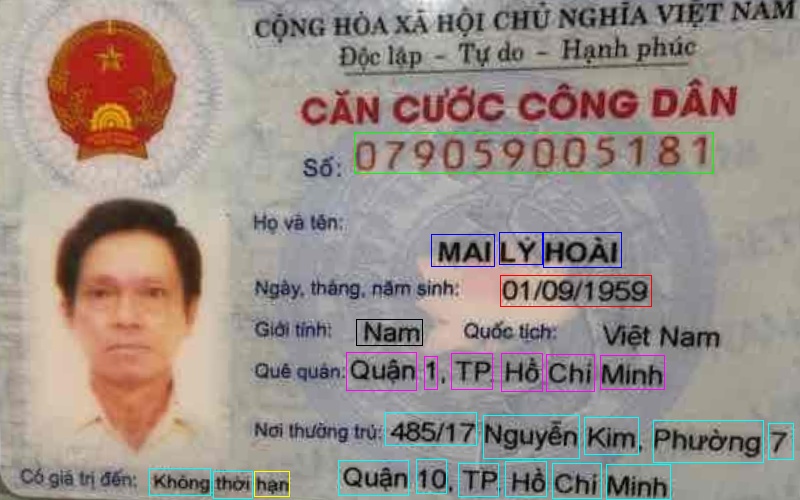 CỘNG HÒA XÃ HỘI CHỦ NGHĨA VIỆT NAM
Độc lập - Tự do - Hạnh phúc
CĂN CƯỚC CÔNG DÂN
Số: 079059005181
Họ và tên:
MAI LÝ HOÀI
Ngày, tháng, năm sinh: 01/09/1959
Giới tính: Nam Quốc tịch: Việt Nam
Quê quán: Quận 1, TP. Hồ Chí Minh
Nơi thường trú: 485/17 Nguyễn Kim, Phường 7
Quận 10, TP. Hồ Chí Minh
Có giá trị đến: Không thời hạn